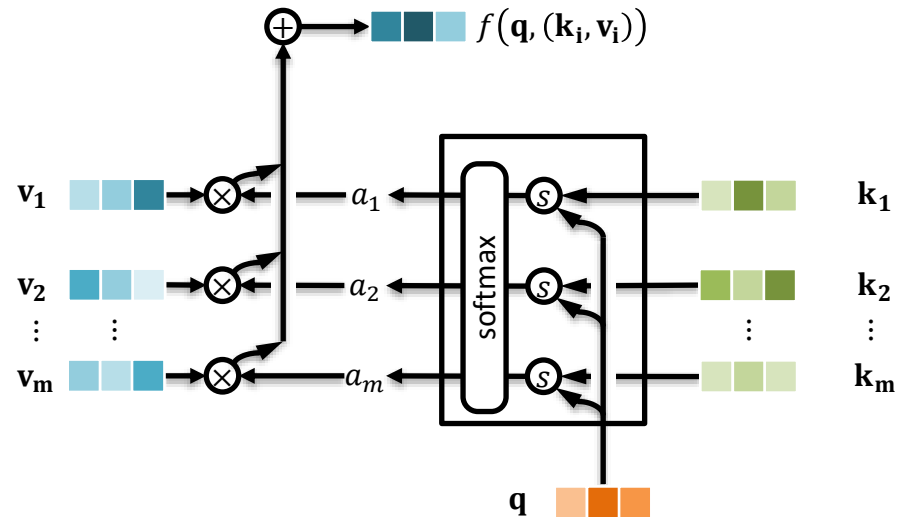 + f(𝐪, (𝐤ᵢ, 𝐯ᵢ))
𝐯₁ × a₁ s 𝐤₁
softmax
𝐯₂ × a₂ s 𝐤₂
⋮ ⋮ ⋮ ⋮
𝐯ₘ × aₘ s 𝐤ₘ
𝐪